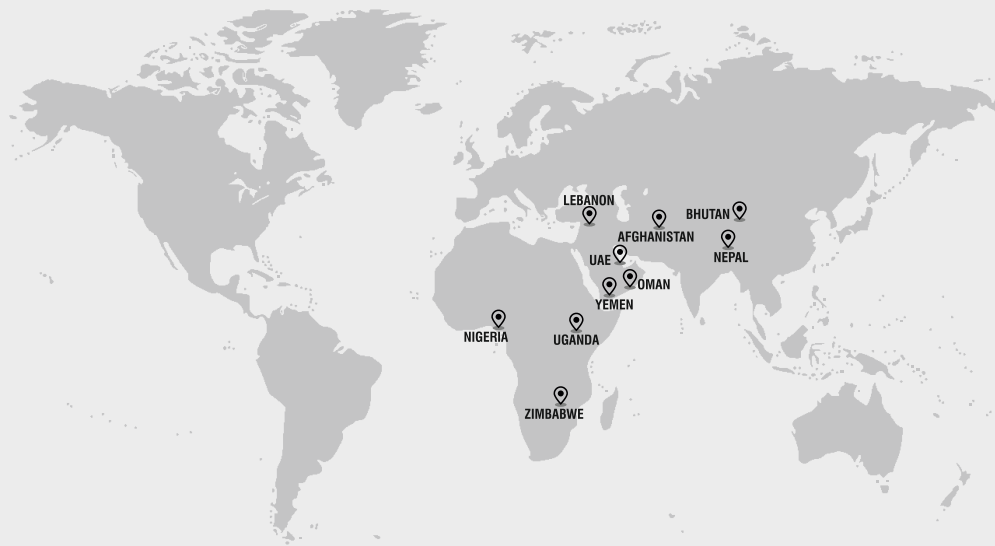 LEBANON
BHUTAN
AFGHANISTAN
NEPAL
UAE
OMAN
YEMEN
NIGERIA
UGANDA
ZIMBABWE